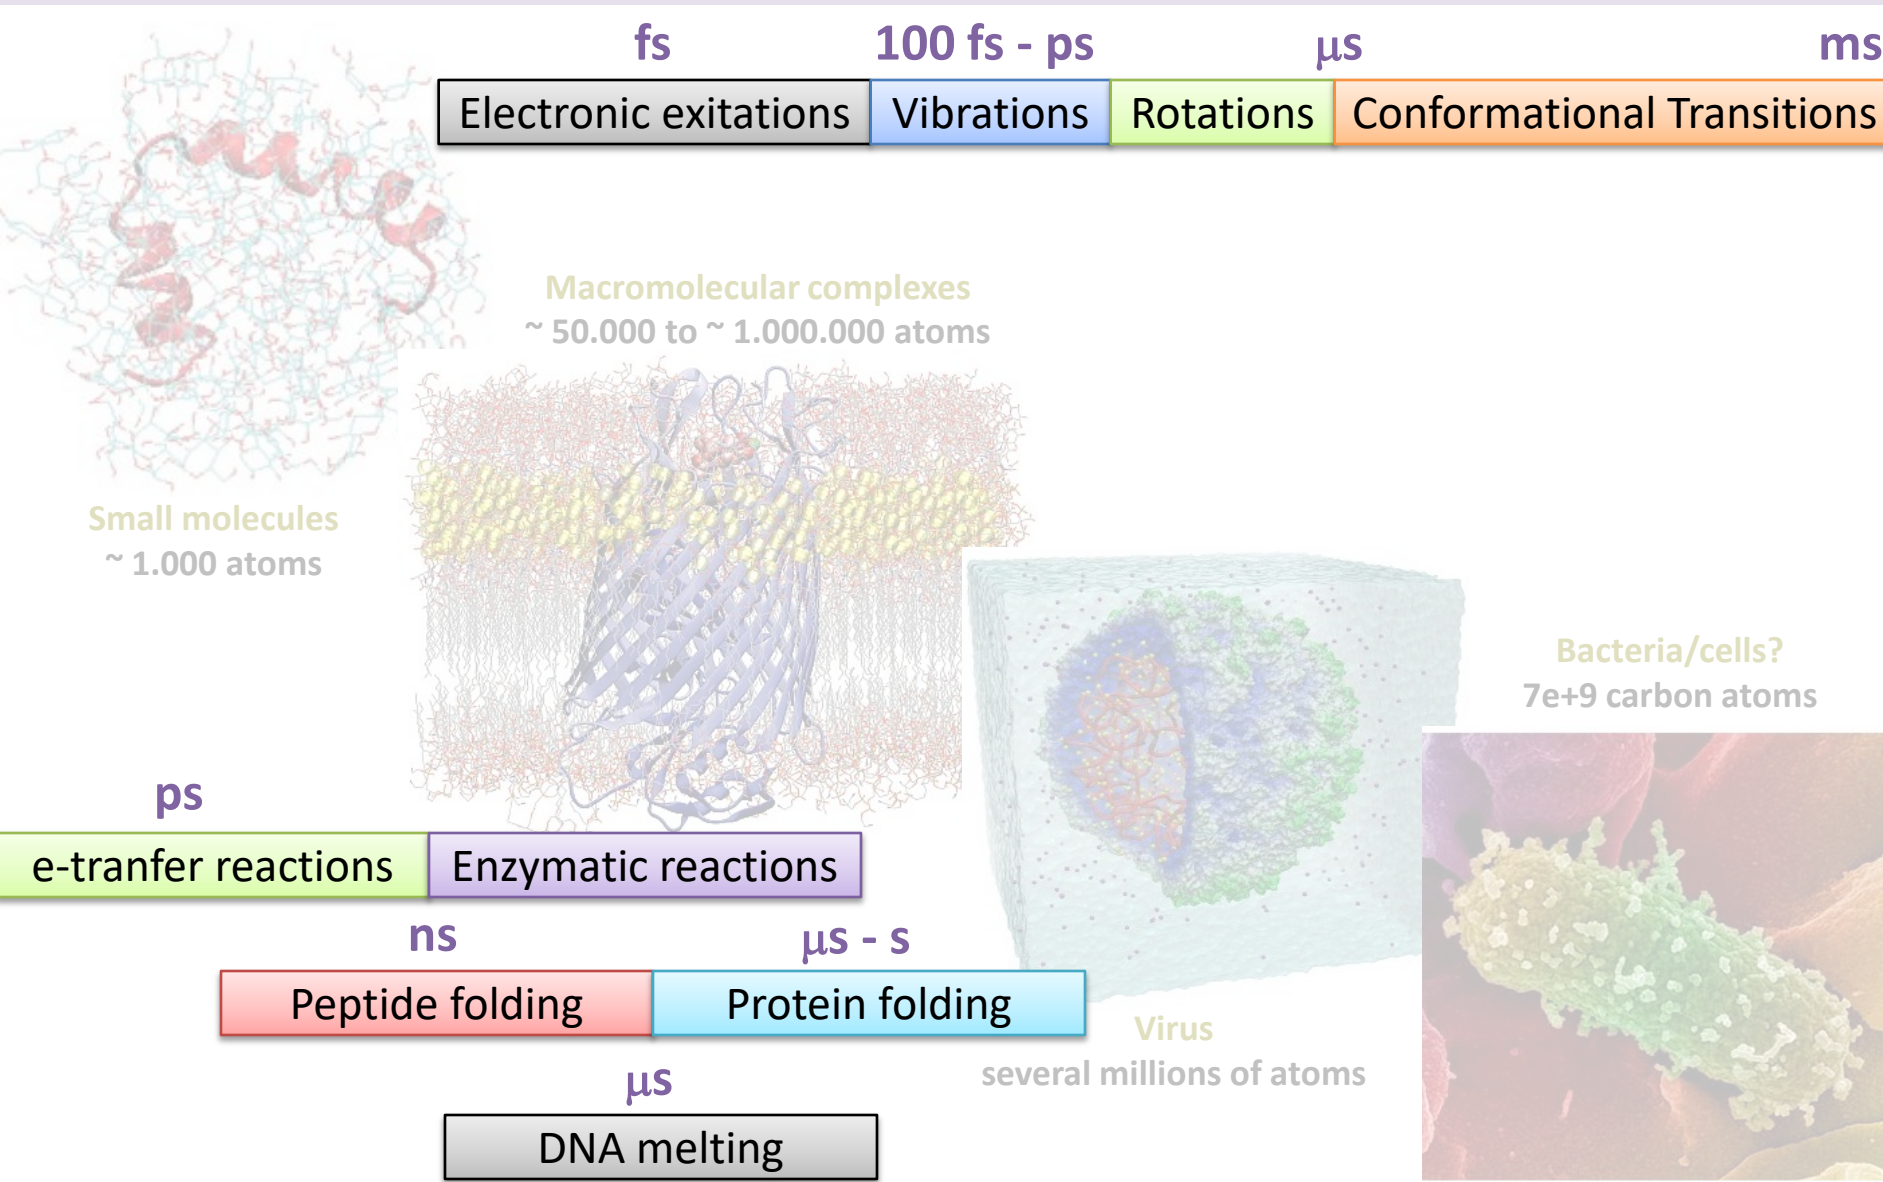 fs 100 fs - ps μs ms
Electronic exitations Vibrations Rotations Conformational Transitions
Macromolecular complexes
~ 50.000 to ~ 1.000.000 atoms
Small molecules
~ 1.000 atoms
Bacteria/cells?
7e+9 carbon atoms
ps
e-tranfer reactions Enzymatic reactions
ns μs - s
Peptide folding Protein folding
Virus
several millions of atoms
μs
DNA melting